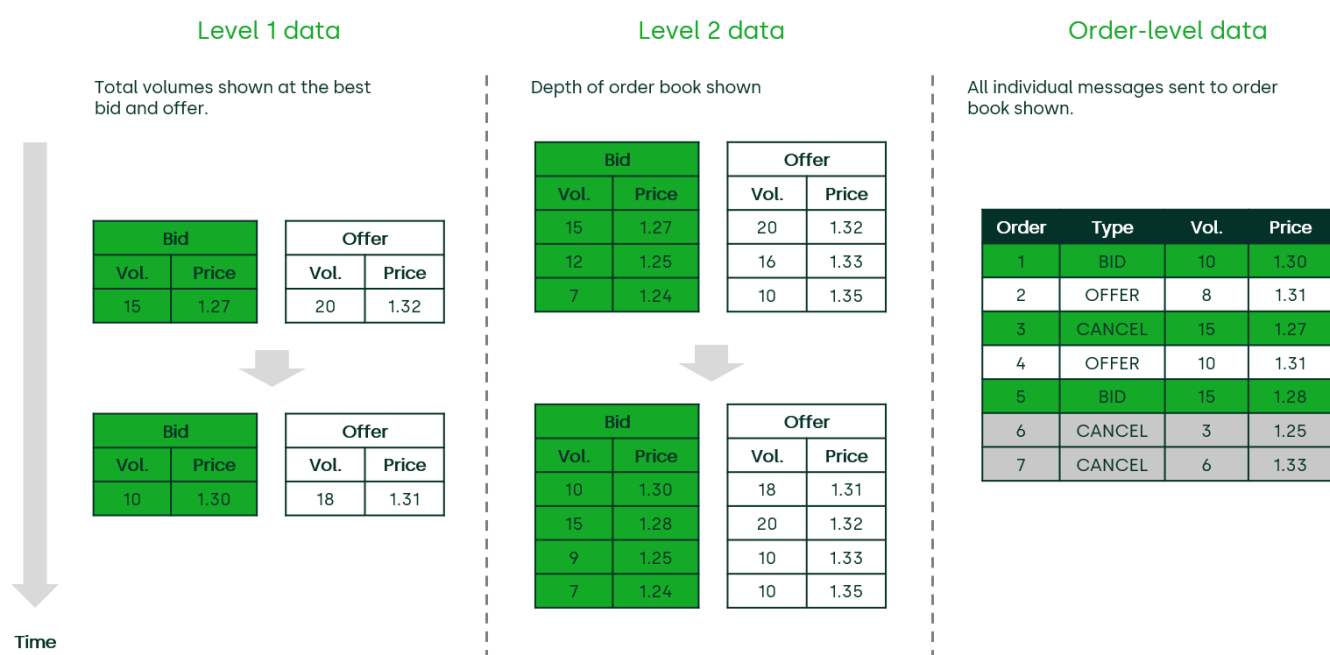 Level 1 data
Total volumes shown at the best
bid and offer.
Bid
Vol. Price
15 1.27
Offer
Vol. Price
20 1.32
Bid
Vol. Price
10 1.30
Offer
Vol. Price
18 1.31
Time
Level 2 data
Depth of order book shown
Bid
Vol. Price
15 1.27
12 1.25
7 1.24
Offer
Vol. Price
20 1.32
16 1.33
10 1.35
Bid
Vol. Price
10 1.30
15 1.28
9 1.25
7 1.24
Offer
Vol. Price
18 1.31
20 1.32
10 1.33
10 1.35
Order-level data
All individual messages sent to order
book shown.
Order Type Vol. Price
1 BID 10 1.30
2 OFFER 8 1.31
3 CANCEL 15 1.27
4 OFFER 10 1.31
5 BID 15 1.28
6 CANCEL 3 1.25
7 CANCEL 6 1.33